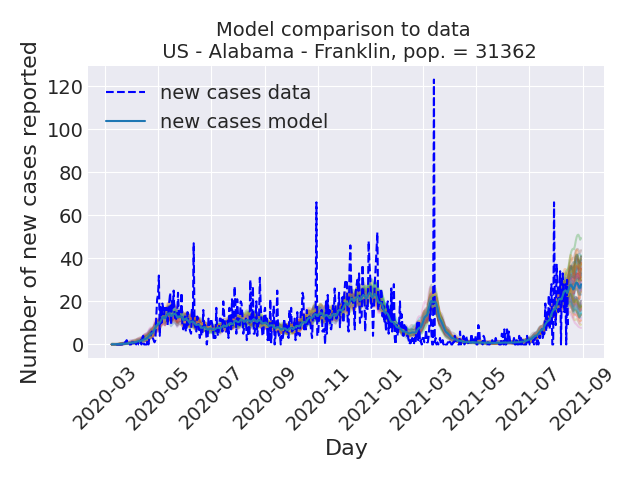 Model comparison to data
US - Alabama - Franklin, pop. = 31362
Number of new cases reported
120
100
80
60
40
20
0
new cases data
new cases model
2020-03
2020-05
2020-07
2020-09
2020-11
2021-01
2021-03
2021-05
2021-07
2021-09
Day